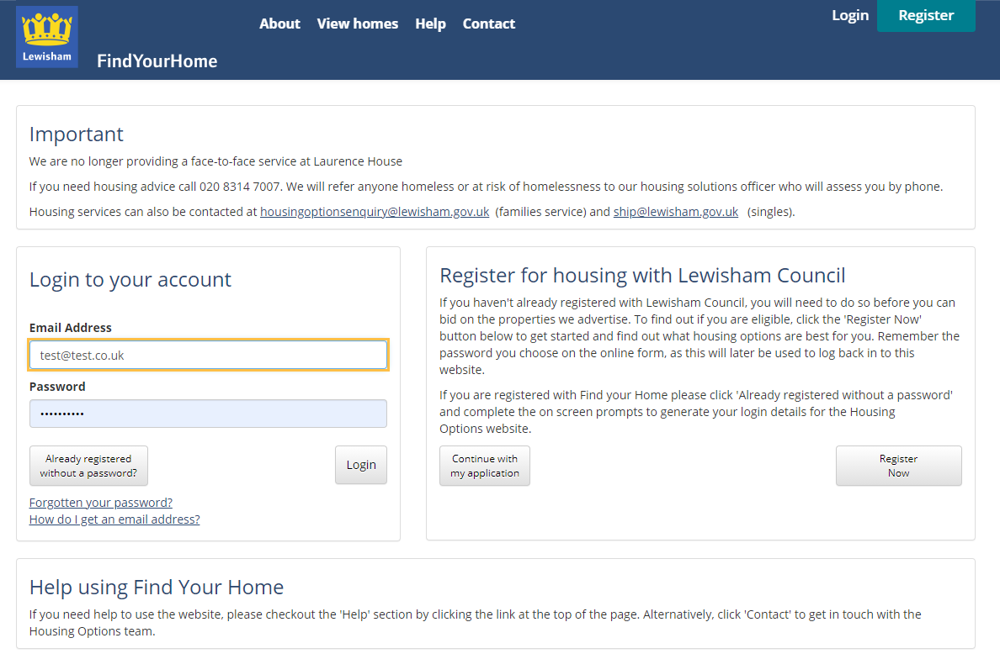 Lewisham
FindYourHome
About View homes Help Contact
Login Register
Important
We are no longer providing a face-to-face service at Laurence House
If you need housing advice call 020 8314 7007. We will refer anyone homeless or at risk of homelessness to our housing solutions officer who will assess you by phone.
Housing services can also be contacted at housingoptionsenquiry@lewisham.gov.uk (families service) and ship@lewisham.gov.uk (singles).
Login to your account
Email Address
test@test.co.uk
Password
••••••••••
Already registered
without a password?
Login
Forgotten your password?
How do I get an email address?
Register for housing with Lewisham Council
If you haven't already registered with Lewisham Council, you will need to do so before you can
bid on the properties we advertise. To find out if you are eligible, click the 'Register Now'
button below to get started and find out what housing options are best for you. Remember the
password you choose on the online form, as this will later be used to log back in to this
website.
If you are registered with Find your Home please click 'Already registered without a password'
and complete the on screen prompts to generate your login details for the Housing
Options website.
Continue with
my application
Register
Now
Help using Find Your Home
If you need help to use the website, please checkout the 'Help' section by clicking the link at the top of the page. Alternatively, click 'Contact' to get in touch with the
Housing Options team.